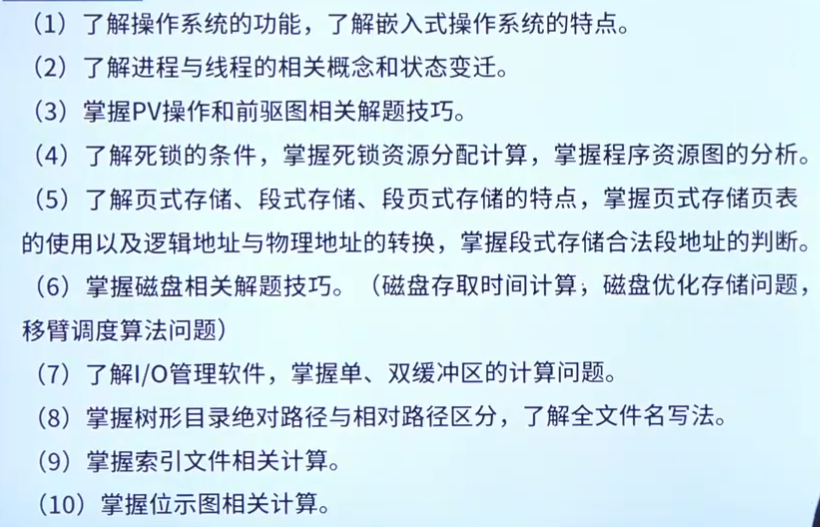 （1）了解操作系统的功能，了解嵌入式操作系统的特点。
（2）了解进程与线程的相关概念和状态变迁。
（3）掌握PV操作和前驱图相关解题技巧。
（4）了解死锁的条件，掌握死锁资源分配计算，掌握程序资源图的分析。
（5）了解页式存储、段式存储、段页式存储的特点，掌握页式存储页表
的使用以及逻辑地址与物理地址的转换，掌握段式存储合法段地址的判断。
（6）掌握磁盘相关解题技巧。（磁盘存取时间计算；磁盘优化存储问题，
移臂调度算法问题）
（7）了解I/O管理软件，掌握单、双缓冲区的计算问题。
（8）掌握树形目录绝对路径与相对路径区分，了解全文件名写法。
（9）掌握索引文件相关计算。
（10）掌握位示图相关计算。